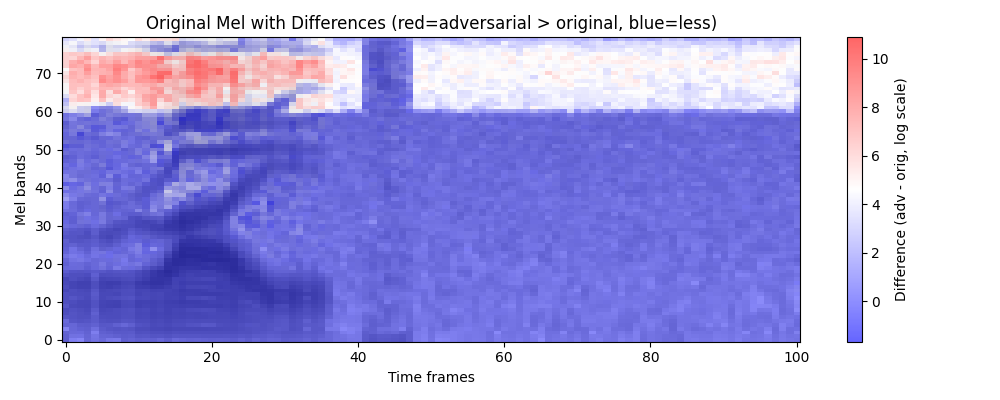 Original Mel with Differences (red=adversarial > original, blue=less)
Mel bands
70
60
50
40
30
20
10
0
0 20 40 60 80 100
Time frames
10
8
6
4
2
0
Difference (adv - orig, log scale)